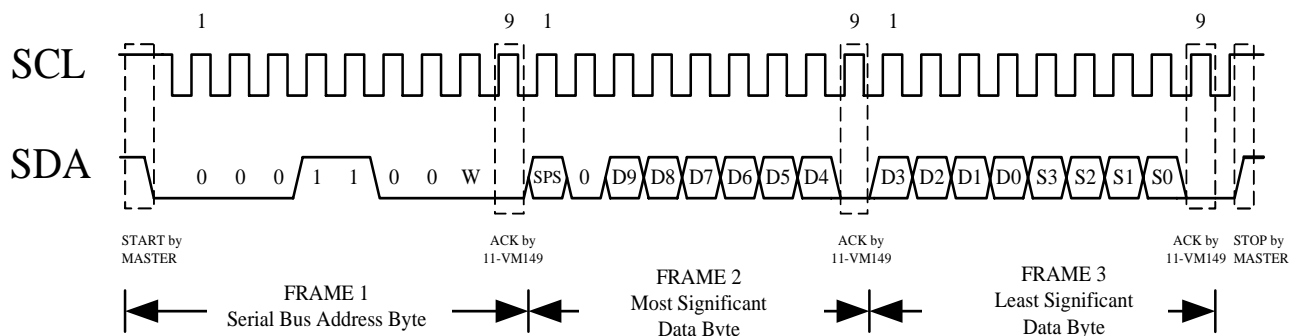 1 9 1 9 1 9
SCL
SDA
0 0 0 1 1 0 0 W SPS 0 D9 D8 D7 D6 D5 D4 D3 D2 D1 D0 S3 S2 S1 S0
START by
MASTER
ACK by
11-VM149
ACK by
11-VM149
ACK by
11-VM149
STOP by
MASTER
FRAME 1
Serial Bus Address Byte
FRAME 2
Most Significant
Data Byte
FRAME 3
Least Significant
Data Byte